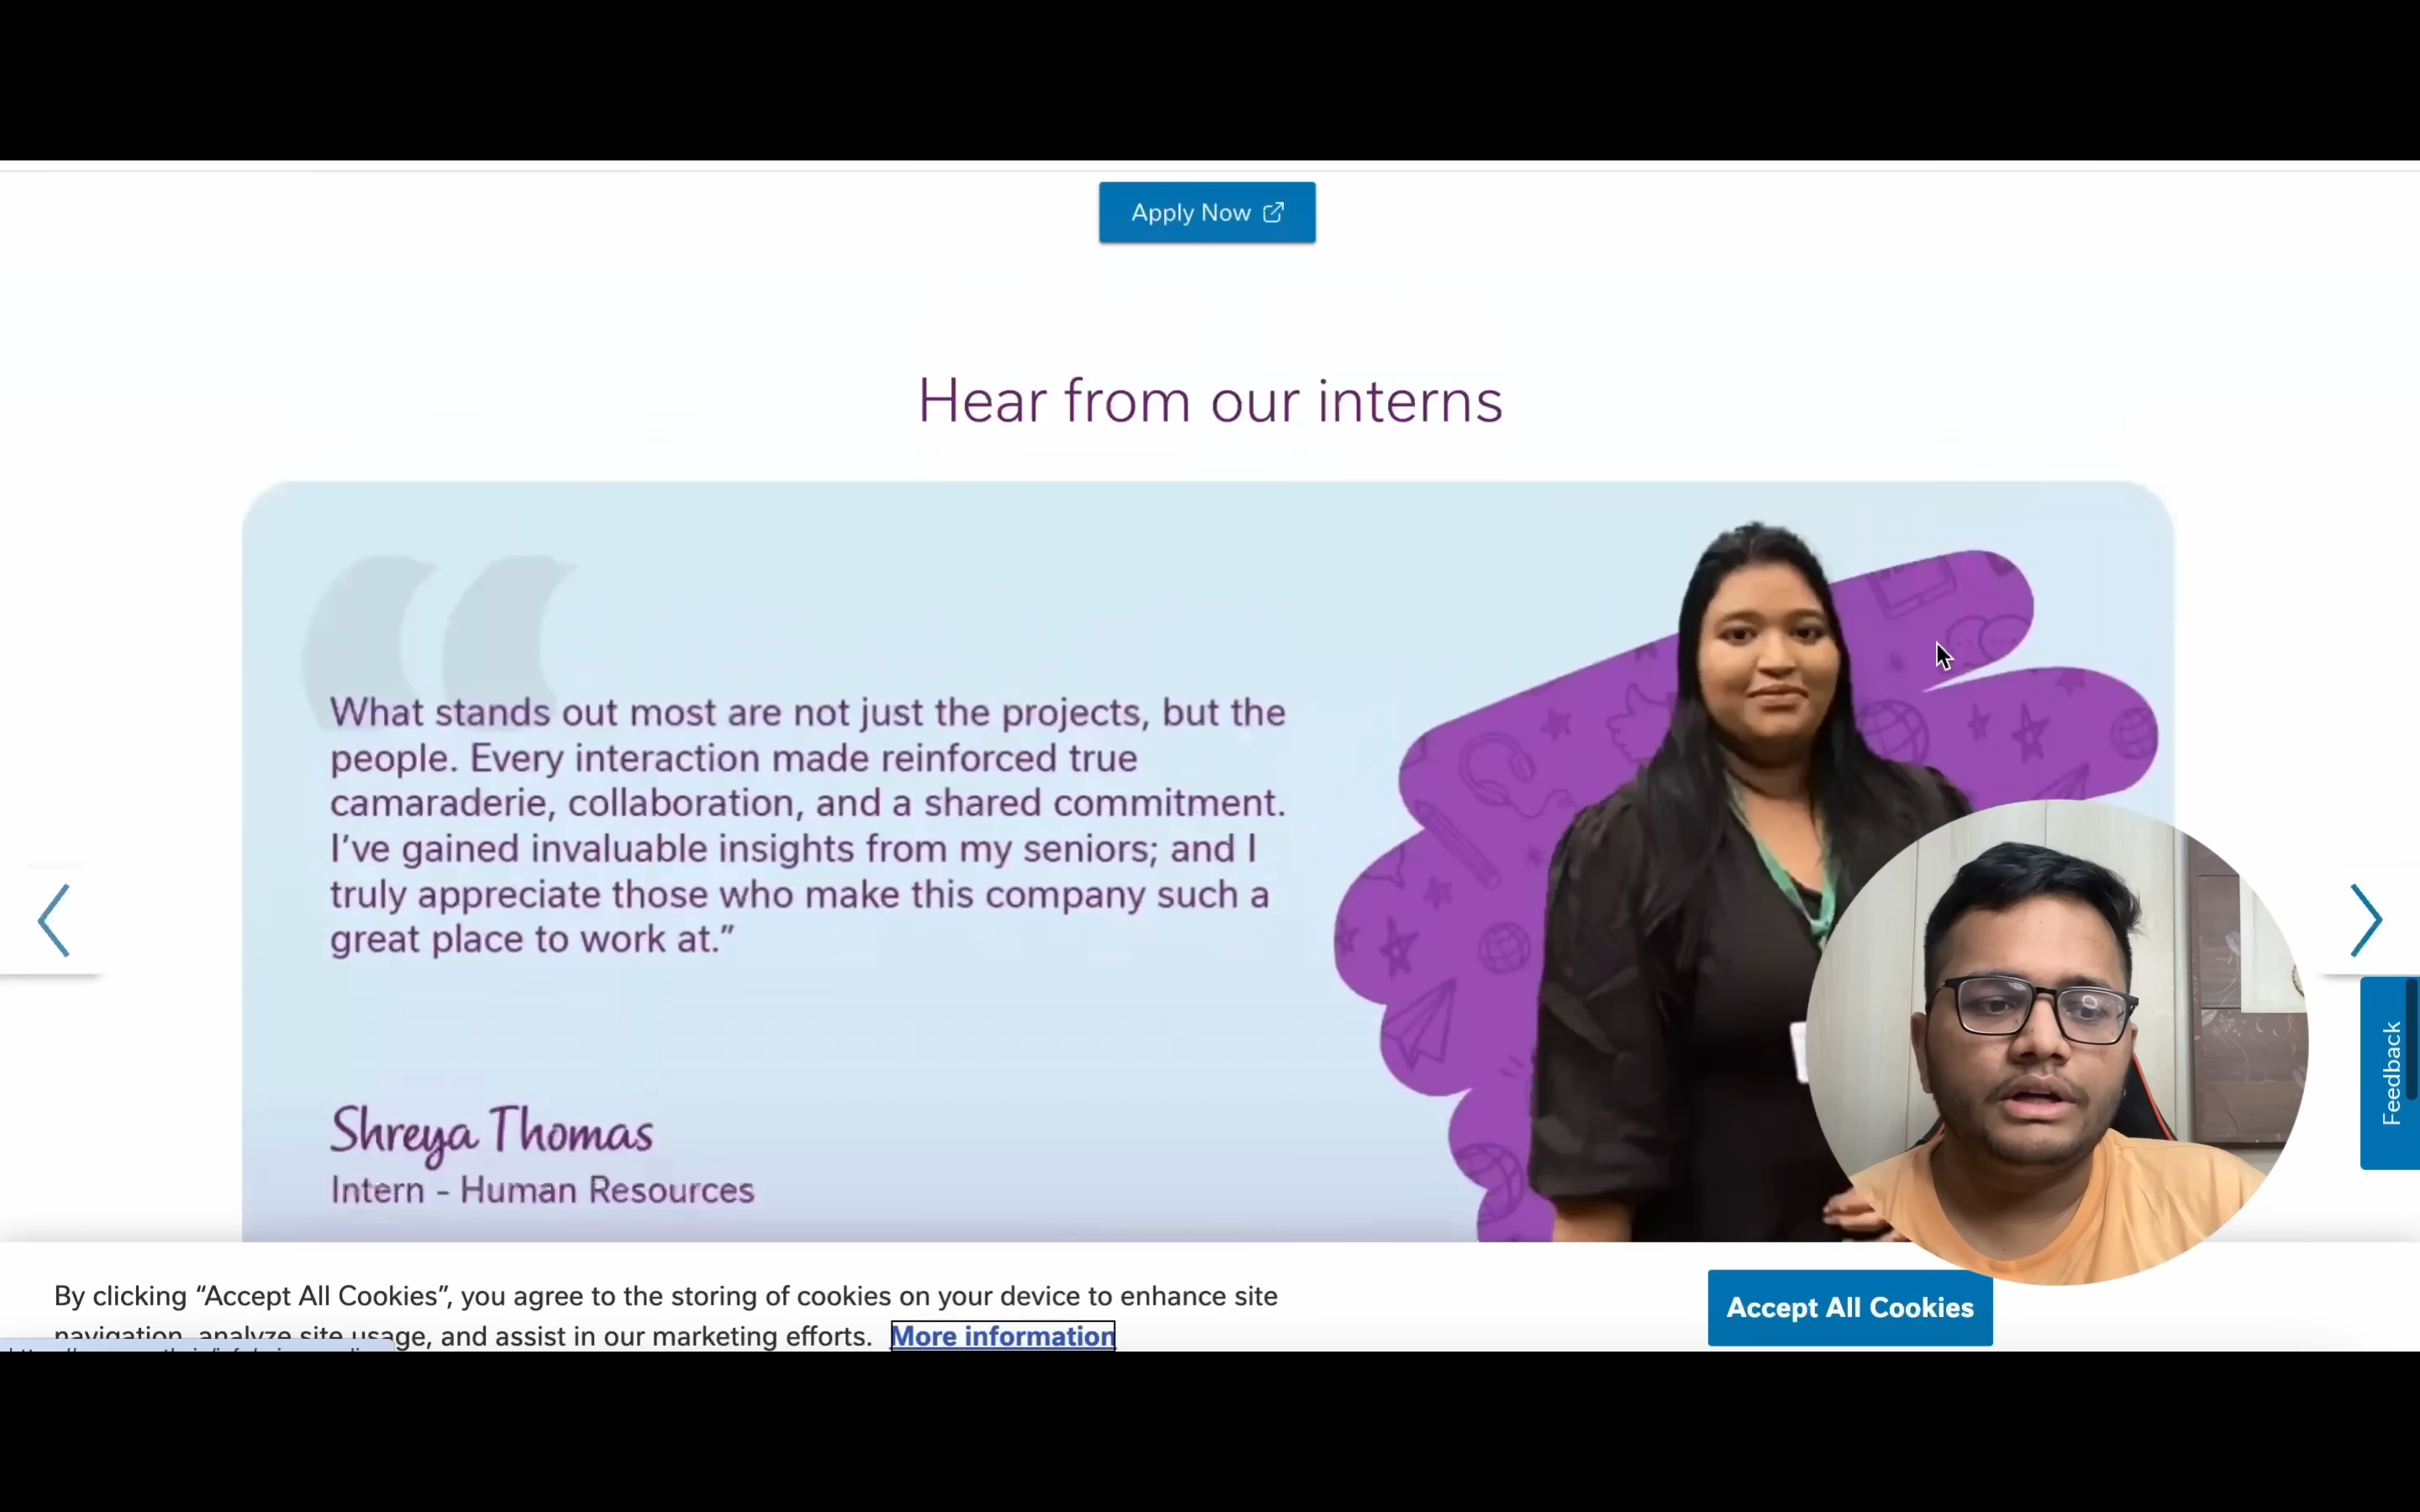 Apply Now
Hear from our interns
What stands out most are not just the projects, but the
people. Every interaction made reinforced true
camaraderie, collaboration, and a shared commitment.
I’ve gained invaluable insights from my seniors; and I
truly appreciate those who make this company such a
great place to work at.”
Shreya Thomas
Intern - Human Resources
Feedback
By clicking “Accept All Cookies”, you agree to the storing of cookies on your device to enhance site
navigation, analyze site usage, and assist in our marketing efforts. More information
Accept All Cookies